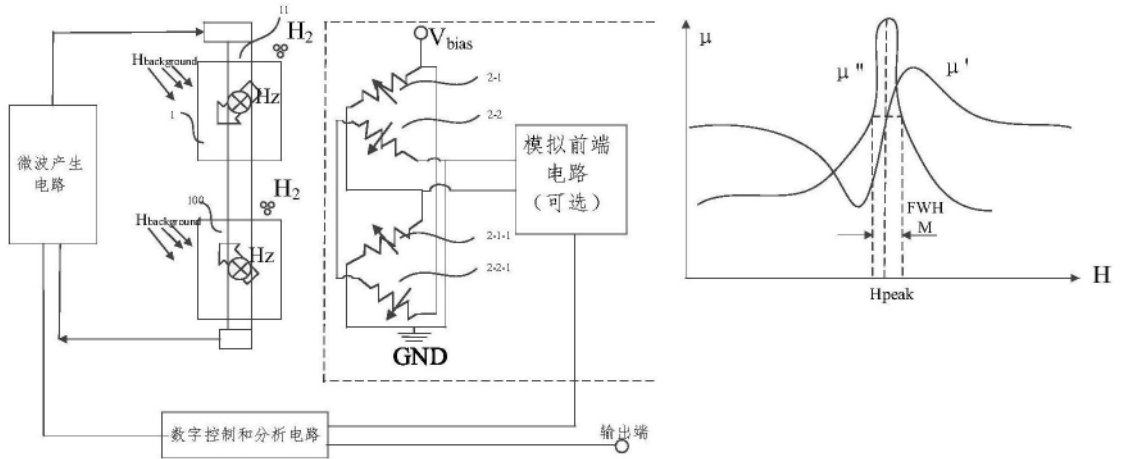 11
H₂
Hbackground
Hz
1
微波产生
电路
H₂
100
Hbackground
Hz
Vbias
2-1
2-2
模拟前端
电路
（可选）
2-1-1
2-2-1
GND
数字控制和分析电路
输出端
μ
μ"
μ'
FWH
M
H
Hpeak